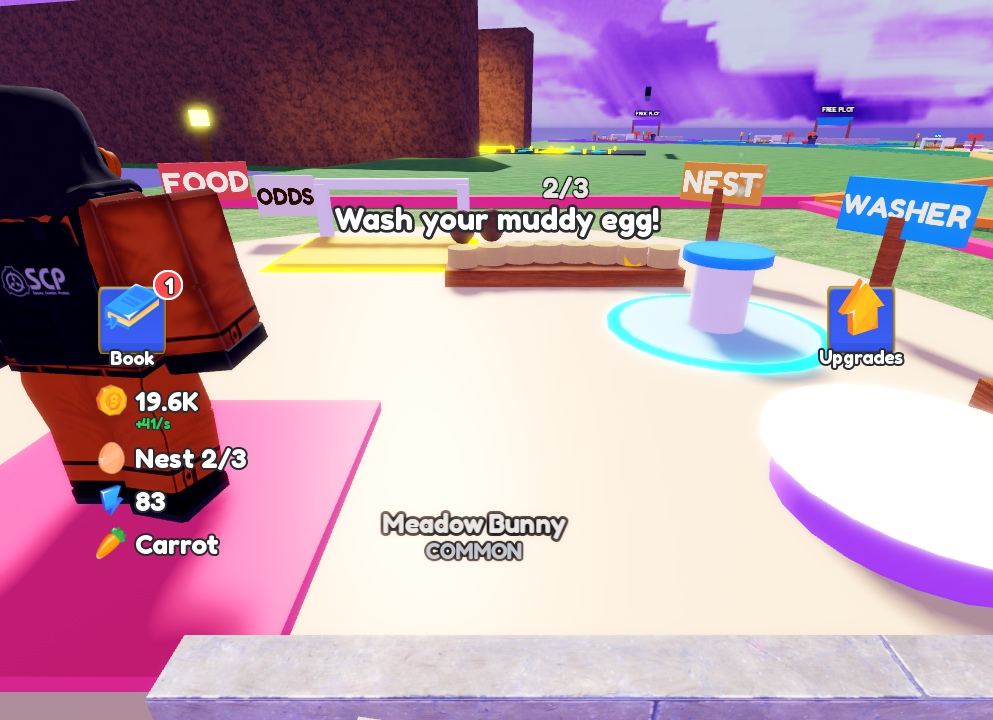 FREE PLOT
FREE PLOT
FOOD
ODDS
2/3
NEST
Wash your muddy egg!
WASHER
SCP
1
Book
Upgrades
19.6K
+41/s
Nest 2/3
83
Carrot
Meadow Bunny
COMMON